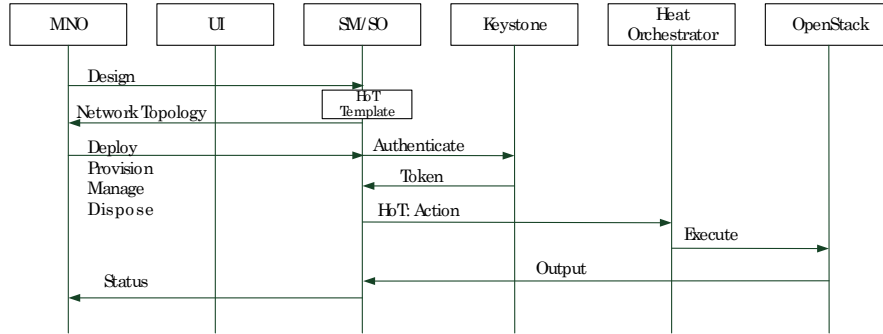 MNO
UI
SM/SO
Keystone
Heat
Orchestrator
OpenStack
Design
HoT
Template
Network Topology
Deploy
Authenticate
Provision
Manage
Dispose
Token
HoT: Action
Execute
Output
Status